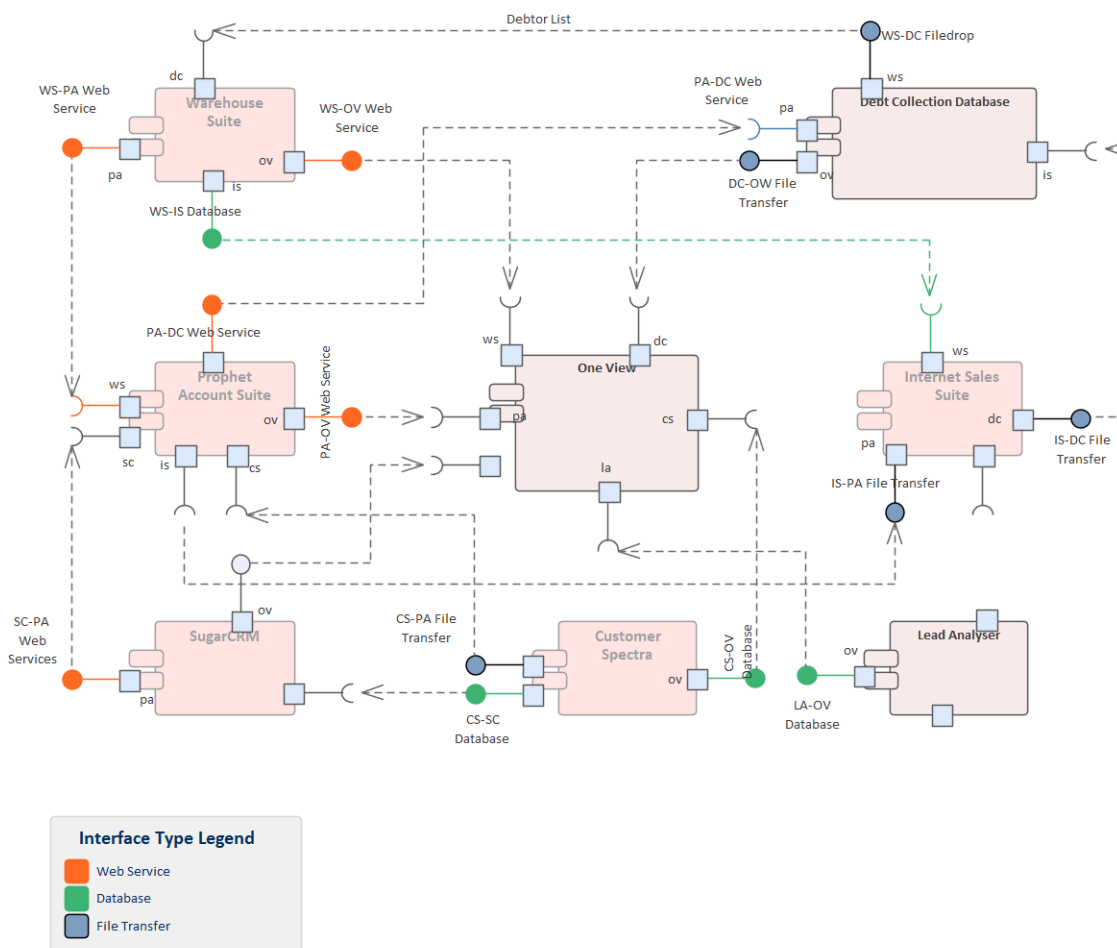 Debtor List
WS-DC Filedrop
dc
ws
WS-PA Web
Service
Warehouse
Suite
WS-OV Web
Service
PA-DC Web
Service
pa
Debt Collection Database
ov
pa
is
ov
is
DC-OW File
Transfer
WS-IS Database
PA-DC Web Service
ws
dc
ws
Prophet
Account Suite
ws
ov
PA-OV Web Service
One View
pa
cs
Internet Sales
Suite
dc
pa
IS-DC File
Transfer
sc
is
cs
la
IS-PA File Transfer
ov
SC-PA
Web
Services
SugarCRM
pa
CS-PA File
Transfer
Customer
Spectra
ov
CS-OV
Database
Lead Analyser
ov
CS-SC
Database
LA-OV
Database
Interface Type Legend
Web Service
Database
File Transfer